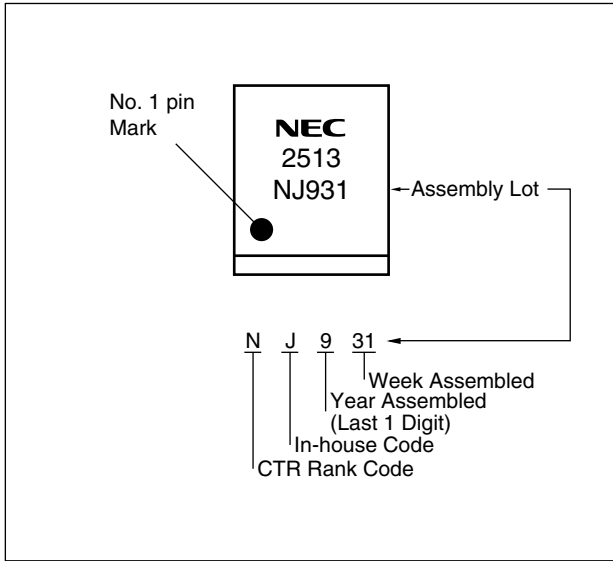 No. 1 pin
Mark
NEC
2513
NJ931
Assembly Lot
N J 9 31
Week Assembled
Year Assembled
(Last 1 Digit)
In-house Code
CTR Rank Code